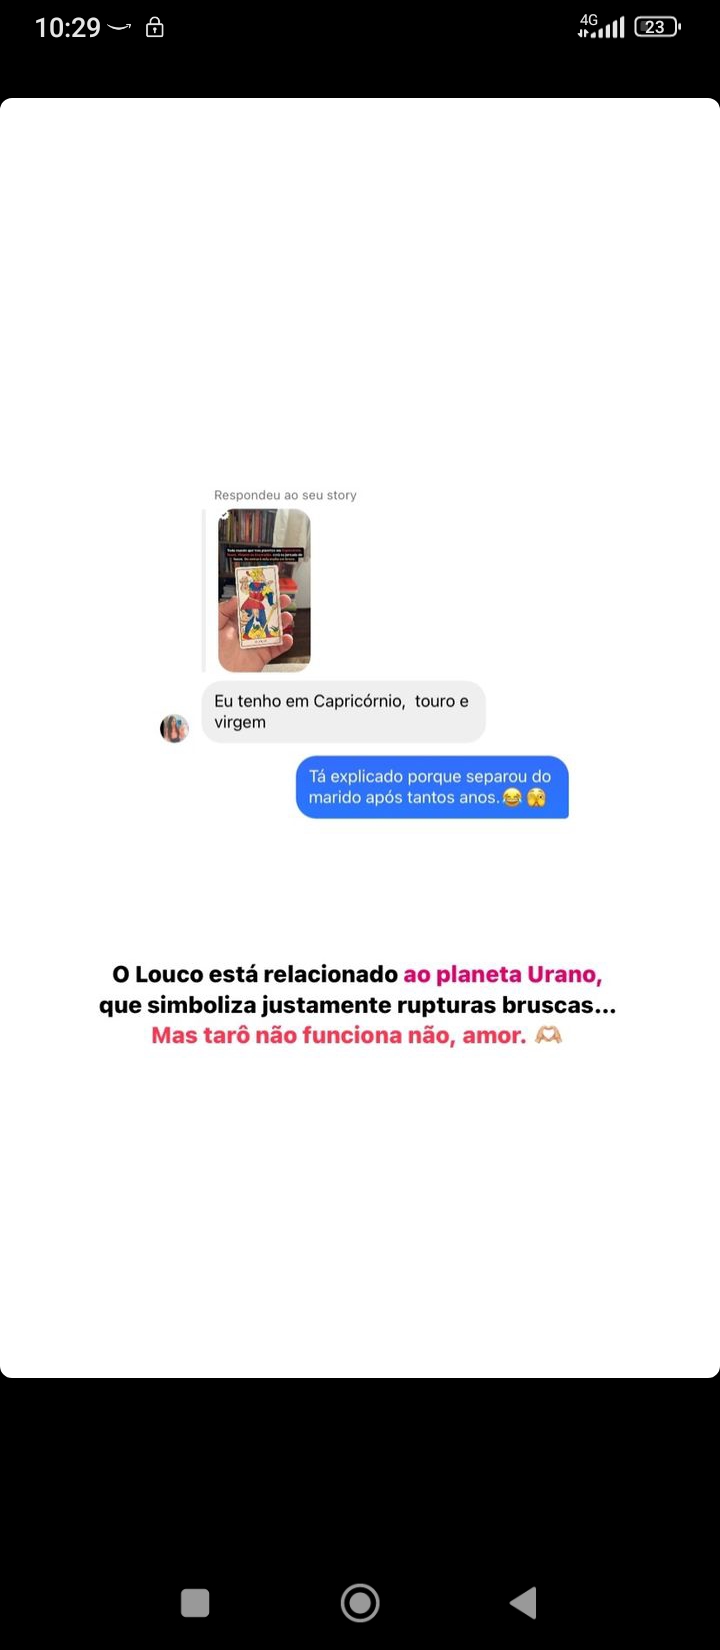 10:29
4G
23
Respondeu ao seu story
Eu tenho em Capricórnio,  touro e
virgem
Tá explicado porque separou do
marido após tantos anos.😂 🫣
O Louco está relacionado ao planeta Urano,
que simboliza justamente rupturas bruscas...
Mas tarô não funciona não, amor. 🫶🏼